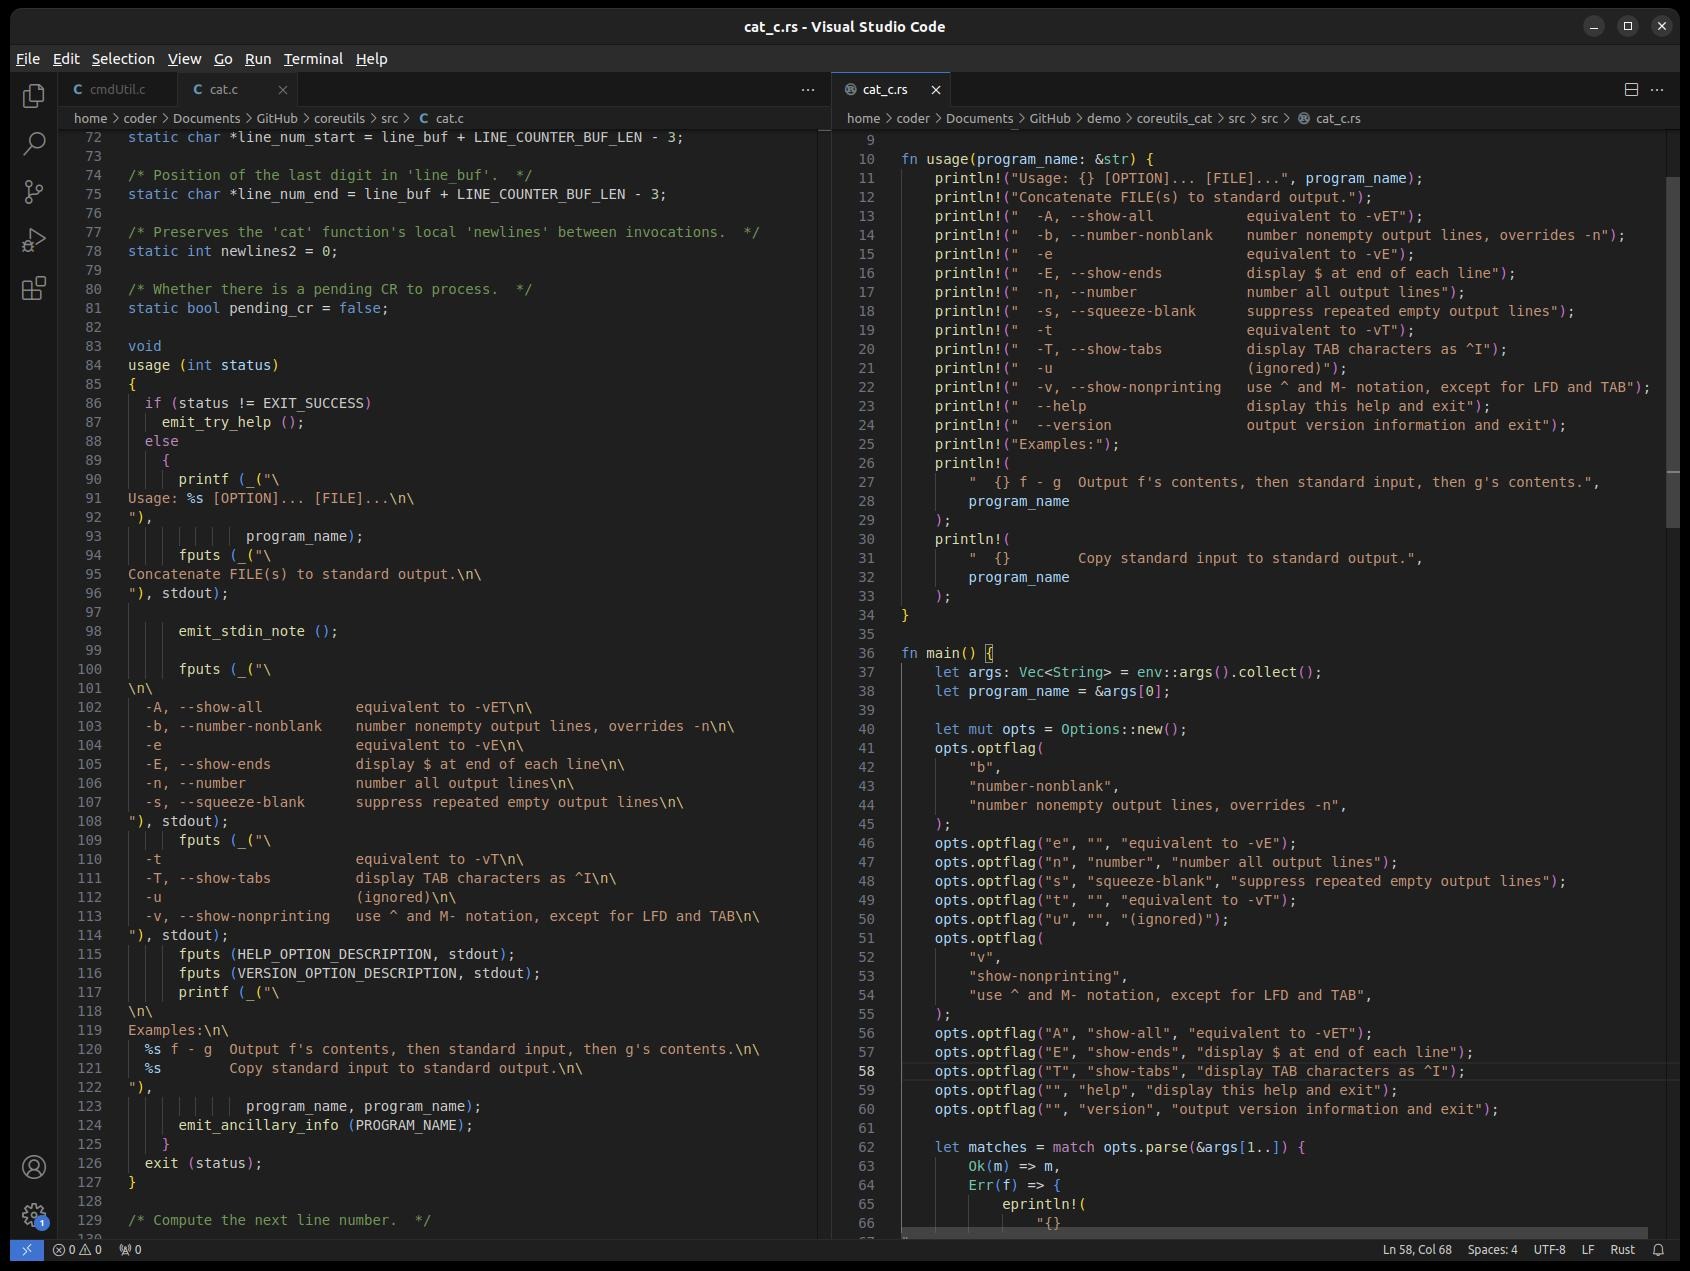 cat_c.rs - Visual Studio Code
File Edit Selection View Go Run Terminal Help
cmdUtil.c
cat.c
home > coder > Documents > GitHub > coreutils > src > cat.c
72 static char *line_num_start = line_buf + LINE_COUNTER_BUF_LEN - 3;
73
74 /* Position of the last digit in 'line_buf'.  */
75 static char *line_num_end = line_buf + LINE_COUNTER_BUF_LEN - 3;
76
77 /* Preserves the 'cat' function's local 'newlines' between invocations.  */
78 static int newlines2 = 0;
79
80 /* Whether there is a pending CR to process.  */
81 static bool pending_cr = false;
82
83 void
84 usage (int status)
85 {
86   if (status != EXIT_SUCCESS)
87     emit_try_help ();
88   else
89     {
90       printf (_("\
91 Usage: %s [OPTION]... [FILE]...\n\
92 "),
93               program_name);
94       fputs (_("\
95 Concatenate FILE(s) to standard output.\n\
96 "), stdout);
97
98       emit_stdin_note ();
99
100       fputs (_("\
101 \n\
102   -A, --show-all           equivalent to -vET\n\
103   -b, --number-nonblank    number nonempty output lines, overrides -n\n\
104   -e                       equivalent to -vE\n\
105   -E, --show-ends          display $ at end of each line\n\
106   -n, --number             number all output lines\n\
107   -s, --squeeze-blank      suppress repeated empty output lines\n\
108 "), stdout);
109       fputs (_("\
110   -t                       equivalent to -vT\n\
111   -T, --show-tabs          display TAB characters as ^I\n\
112   -u                       (ignored)\n\
113   -v, --show-nonprinting   use ^ and M- notation, except for LFD and TAB\n\
114 "), stdout);
115       fputs (HELP_OPTION_DESCRIPTION, stdout);
116       fputs (VERSION_OPTION_DESCRIPTION, stdout);
117       printf (_("\
118 \n\
119 Examples:\n\
120   %s f - g  Output f's contents, then standard input, then g's contents.\n\
121   %s        Copy standard input to standard output.\n\
122 "),
123               program_name, program_name);
124       emit_ancillary_info (PROGRAM_NAME);
125     }
126   exit (status);
127 }
128
129 /* Compute the next line number.  */
130
cat_c.rs
home > coder > Documents > GitHub > demo > coreutils_cat > src > src > cat_c.rs
9
10 fn usage(program_name: &str) {
11     println!("Usage: {} [OPTION]... [FILE]...", program_name);
12     println!("Concatenate FILE(s) to standard output.");
13     println!("  -A, --show-all           equivalent to -vET");
14     println!("  -b, --number-nonblank    number nonempty output lines, overrides -n");
15     println!("  -e                       equivalent to -vE");
16     println!("  -E, --show-ends          display $ at end of each line");
17     println!("  -n, --number             number all output lines");
18     println!("  -s, --squeeze-blank      suppress repeated empty output lines");
19     println!("  -t                       equivalent to -vT");
20     println!("  -T, --show-tabs          display TAB characters as ^I");
21     println!("  -u                       (ignored)");
22     println!("  -v, --show-nonprinting   use ^ and M- notation, except for LFD and TAB");
23     println!("  --help                   display this help and exit");
24     println!("  --version                output version information and exit");
25     println!("Examples:");
26     println!(
27         "  {} f - g  Output f's contents, then standard input, then g's contents.",
28         program_name
29     );
30     println!(
31         "  {}        Copy standard input to standard output.",
32         program_name
33     );
34 }
35
36 fn main() {
37     let args: Vec<String> = env::args().collect();
38     let program_name = &args[0];
39
40     let mut opts = Options::new();
41     opts.optflag(
42         "b",
43         "number-nonblank",
44         "number nonempty output lines, overrides -n",
45     );
46     opts.optflag("e", "", "equivalent to -vE");
47     opts.optflag("n", "number", "number all output lines");
48     opts.optflag("s", "squeeze-blank", "suppress repeated empty output lines");
49     opts.optflag("t", "", "equivalent to -vT");
50     opts.optflag("u", "", "(ignored)");
51     opts.optflag(
52         "v",
53         "show-nonprinting",
54         "use ^ and M- notation, except for LFD and TAB",
55     );
56     opts.optflag("A", "show-all", "equivalent to -vET");
57     opts.optflag("E", "show-ends", "display $ at end of each line");
58     opts.optflag("T", "show-tabs", "display TAB characters as ^I");
59     opts.optflag("", "help", "display this help and exit");
60     opts.optflag("", "version", "output version information and exit");
61
62     let matches = match opts.parse(&args[1..]) {
63         Ok(m) => m,
64         Err(f) => {
65             eprintln!(
66                 "{}
1
0 0 0
Ln 58, Col 68 Spaces: 4 UTF-8 LF Rust